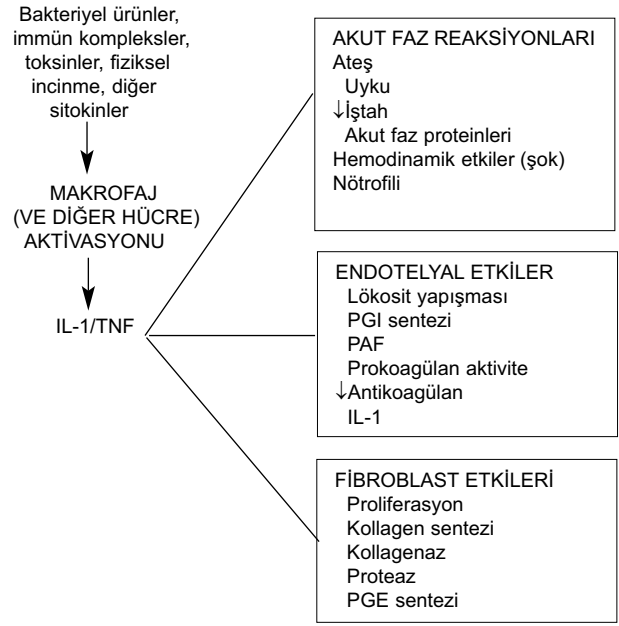 Bakteriyel ürünler,
immün kompleksler,
toksinler, fiziksel
incinme, diğer
sitokinler
MAKROFAJ
(VE DİĞER HÜCRE)
AKTİVASYONU
IL-1/TNF
AKUT FAZ REAKSİYONLARI
Ateş
Uyku
↓İştah
Akut faz proteinleri
Hemodinamik etkiler (şok)
Nötrofili
ENDOTELYAL ETKİLER
Lökosit yapışması
PGI sentezi
PAF
Prokoagülan aktivite
↓Antikoagülan
IL-1
FİBROBLAST ETKİLERİ
Proliferasyon
Kollagen sentezi
Kollagenaz
Proteaz
PGE sentezi